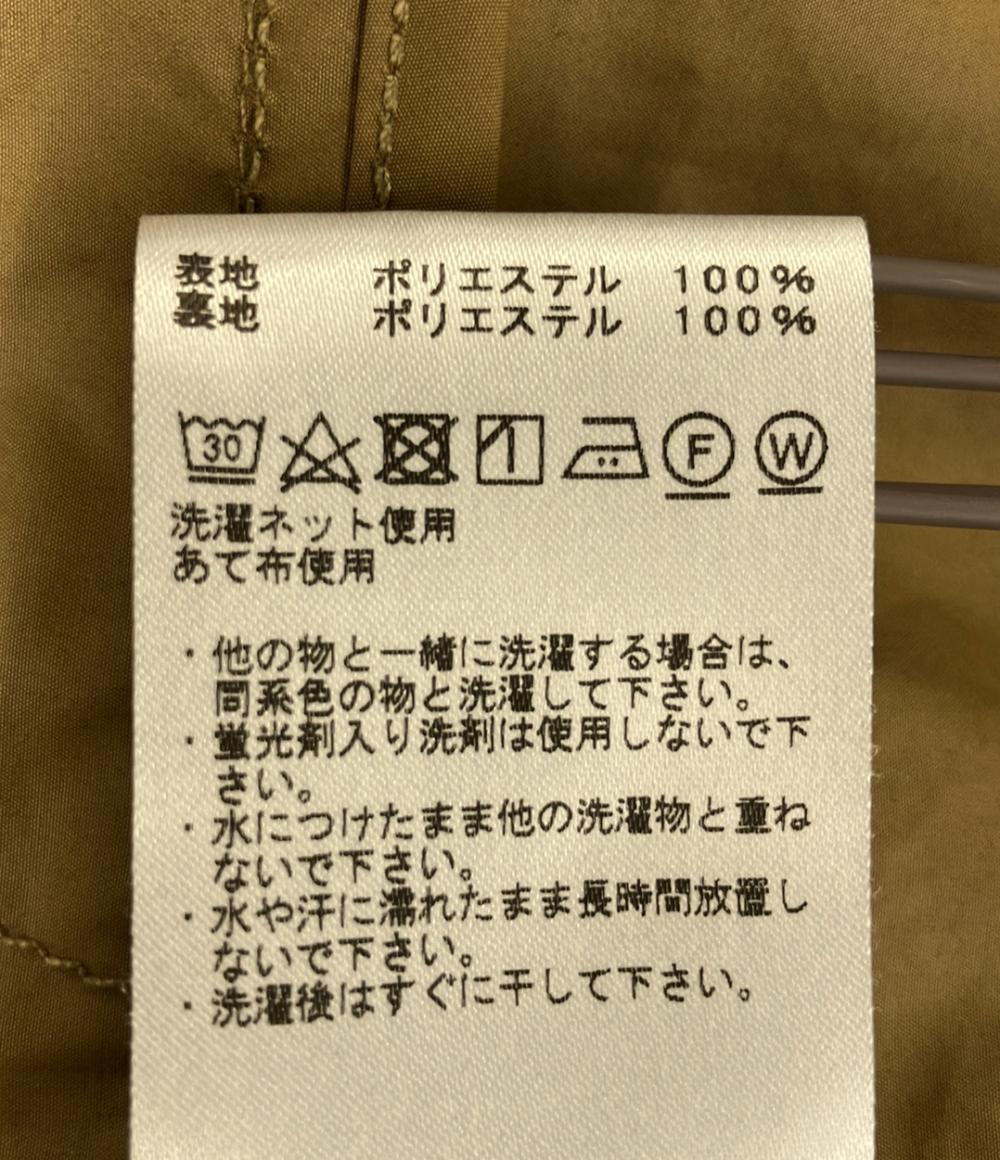 表地 ポリエステル 100%
裏地 ポリエステル 100%
30 F W
洗濯ネット使用
あて布使用
・他の物と一緒に洗濯する場合は、
同系色の物と洗濯して下さい。
・蛍光剤入り洗剤は使用しないで下
さい。
・水につけたまま他の洗濯物と重ね
ないで下さい。
・水や汗に濡れたまま長時間放置し
ないで下さい。
・洗濯後はすぐに干して下さい。